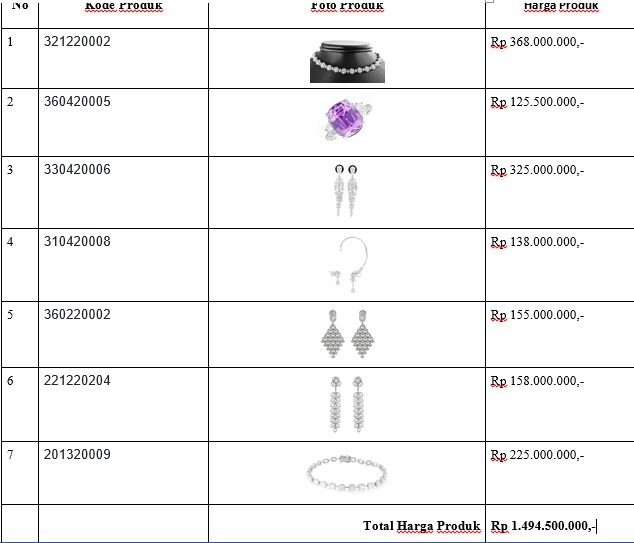 No Kode Produk Foto Produk Harga Produk
1 321220002 Rp 368.000.000,-
2 360420005 Rp 125.500.000,-
3 330420006 Rp 325.000.000,-
4 310420008 Rp 138.000.000,-
5 360220002 Rp 155.000.000,-
6 221220204 Rp 158.000.000,-
7 201320009 Rp 225.000.000,-
Total Harga Produk Rp 1.494.500.000,-